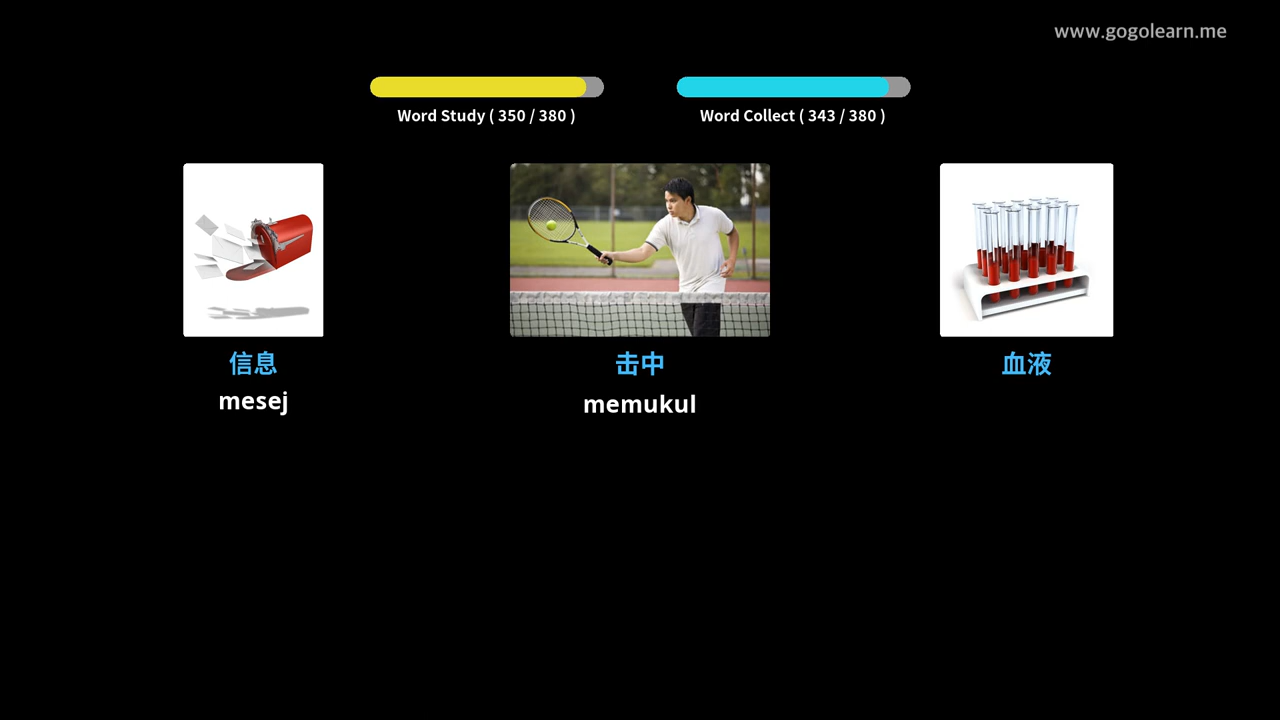 www.gogolearn.me
Word Study ( 350 / 380 )
Word Collect ( 343 / 380 )
信息
击中
血液
mesej
memukul